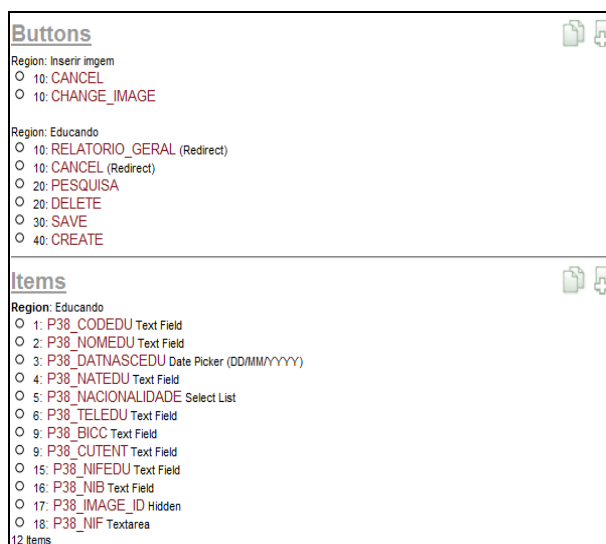 Buttons
Region: Inserir imgem
10: CANCEL
10: CHANGE_IMAGE
Region: Educando
10: RELATORIO_GERAL (Redirect)
10: CANCEL (Redirect)
20: PESQUISA
20: DELETE
30: SAVE
40: CREATE
Items
Region: Educando
1: P38_CODEDU Text Field
2: P38_NOMEDU Text Field
3: P38_DATNASCEDU Date Picker (DD/MM/YYYY)
4: P38_NATEDU Text Field
5: P38_NACIONALIDADE Select List
6: P38_TELEDU Text Field
9: P38_BICC Text Field
9: P38_CUTENT Text Field
15: P38_NIFEDU Text Field
16: P38_NIB Text Field
17: P38_IMAGE_ID Hidden
18: P38_NIF Textarea
12 Items